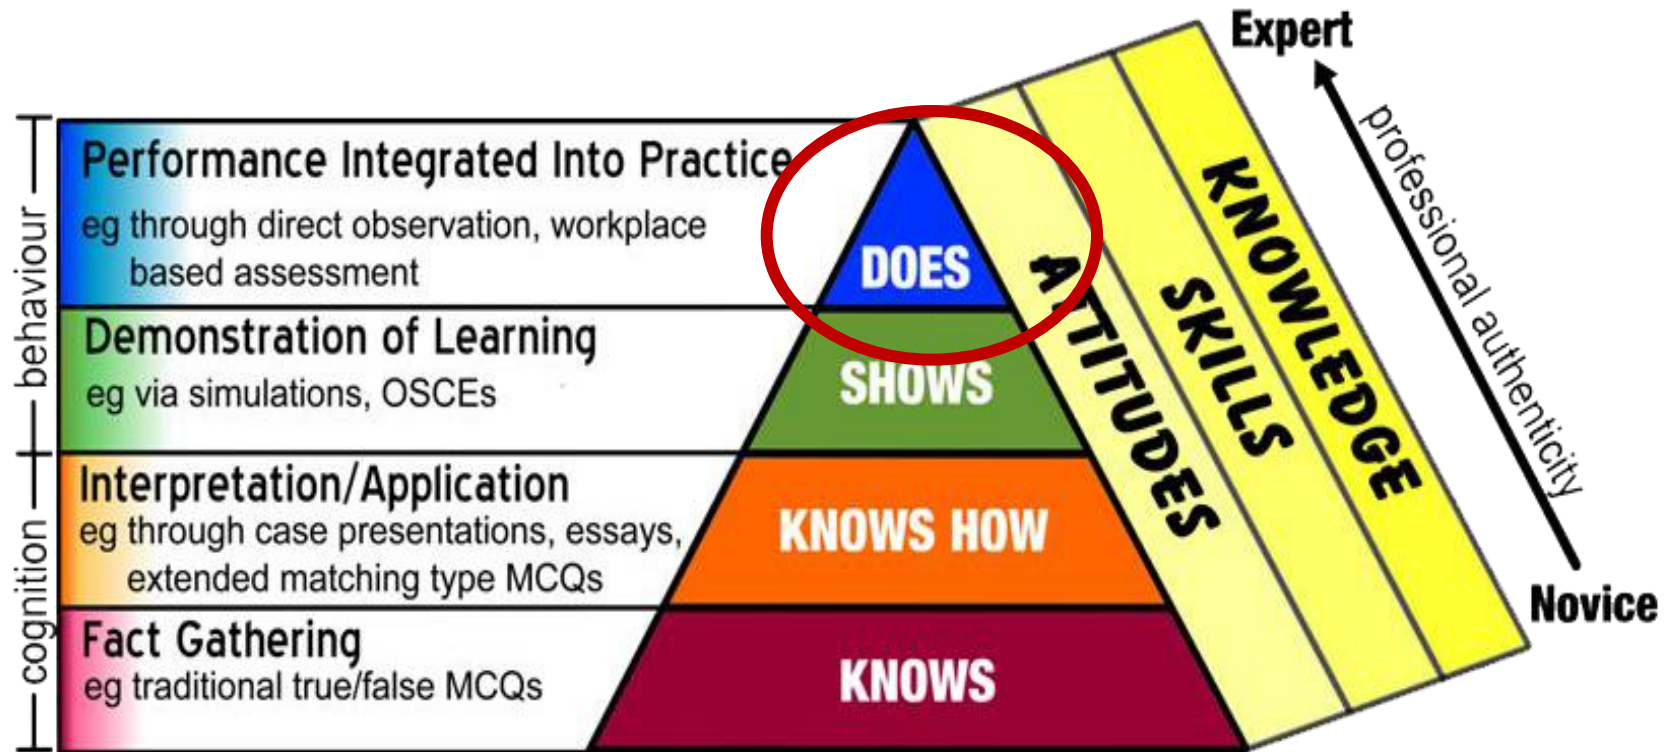 Expert
professional authenticity
Novice
behaviour
cognition
Performance Integrated Into Practice
eg through direct observation, workplace
based assessment
DOES
Demonstration of Learning
eg via simulations, OSCEs
SHOWS
Interpretation/Application
eg through case presentations, essays,
extended matching type MCQs
KNOWS HOW
Fact Gathering
eg traditional true/false MCQs
KNOWS
ATTITUDES
SKILLS
KNOWLEDGE